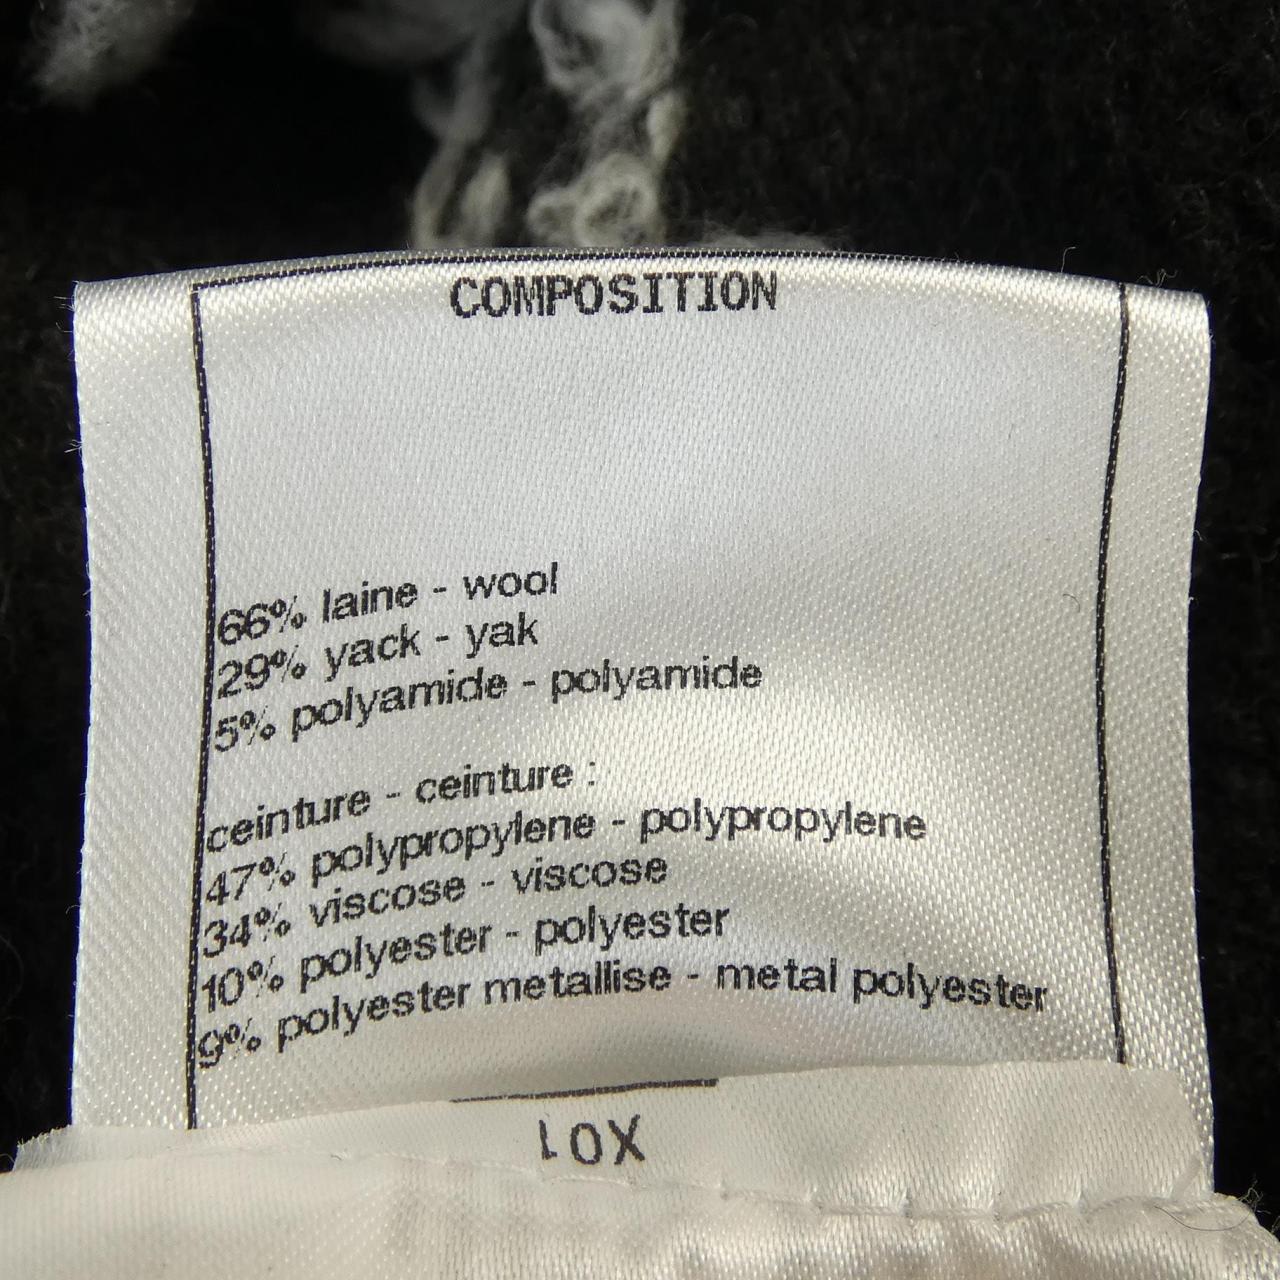 COMPOSITION
66% laine - wool
29% yack - yak
5% polyamide - polyamide
ceinture - ceinture :
47% polypropylene - polypropylene
34% viscose - viscose
10% polyester - polyester
9% polyester metallise - metal polyester
X01